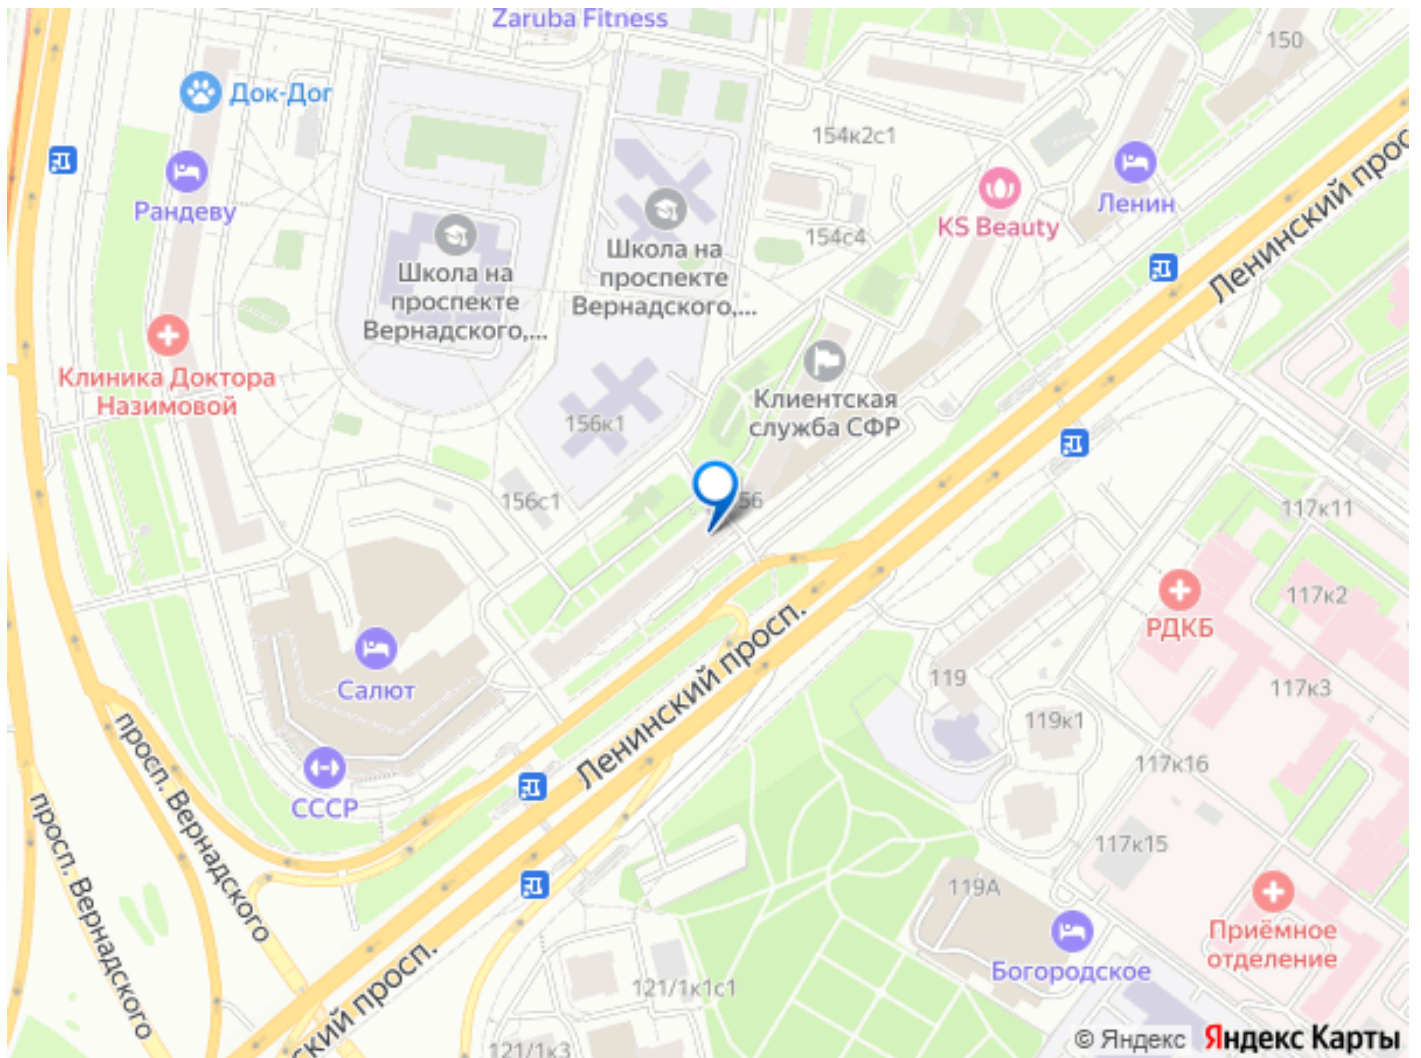 Zaruba Fitness
150
Док-Дог
154к2с1
Рандеву
Ленин
KS Beauty
154с4
Школа на
проспекте
Вернадского,...
Школа на
проспекте
Вернадского,...
Ленинский прос
Клиника Доктора
Назимовой
Клиентская
служба СФР
156к1
156с1
56
117к11
117к2
РДКБ
117к3
Салют
Ленинский просп.
119
119к1
117к16
СССР
просп. Вернадского
просп. Вернадского
117к15
119А
Приёмное
отделение
Богородское
ский просп.
121/1к1с1
121/1к3
© Яндекс Яндекс Карты